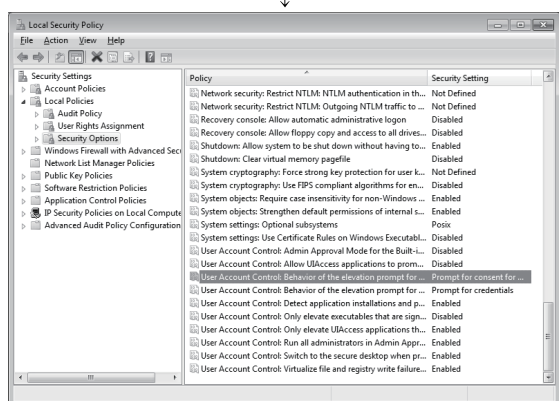 Local Security Policy
File Action View Help
Security Settings
Account Policies
Local Policies
Audit Policy
User Rights Assignment
Security Options
Windows Firewall with Advanced Secu
Network List Manager Policies
Public Key Policies
Software Restriction Policies
Application Control Policies
IP Security Policies on Local Compute
Advanced Audit Policy Configuration
Policy Security Setting
Network security: Restrict NTLM: NTLM authentication in th... Not Defined
Network security: Restrict NTLM: Outgoing NTLM traffic to ... Not Defined
Recovery console: Allow automatic administrative logon Disabled
Recovery console: Allow floppy copy and access to all drives... Disabled
Shutdown: Allow system to be shut down without having to... Enabled
Shutdown: Clear virtual memory pagefile Disabled
System cryptography: Force strong key protection for user k... Not Defined
System cryptography: Use FIPS compliant algorithms for en... Disabled
System objects: Require case insensitivity for non-Windows ... Enabled
System objects: Strengthen default permissions of internal s... Enabled
System settings: Optional subsystems Posix
System settings: Use Certificate Rules on Windows Executabl... Disabled
User Account Control: Admin Approval Mode for the Built-i... Disabled
User Account Control: Allow UIAccess applications to prom... Disabled
User Account Control: Behavior of the elevation prompt for ... Prompt for consent for ...
User Account Control: Behavior of the elevation prompt for ... Prompt for credentials
User Account Control: Detect application installations and p... Enabled
User Account Control: Only elevate executables that are sign... Disabled
User Account Control: Only elevate UIAccess applications th... Enabled
User Account Control: Run all administrators in Admin Appr... Enabled
User Account Control: Switch to the secure desktop when pr... Enabled
User Account Control: Virtualize file and registry write failure... Enabled